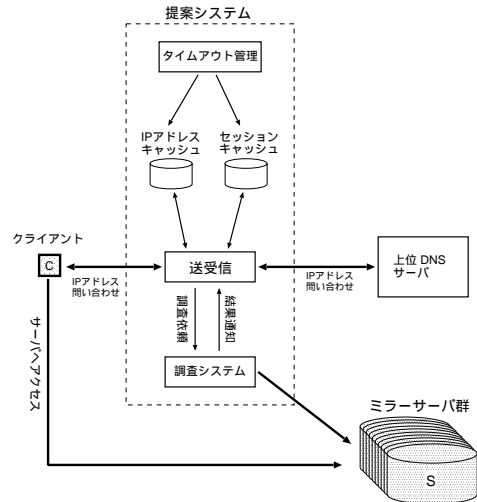 提案システム
タイムアウト管理
IPアドレス
キャッシュ
セッション
キャッシュ
クライアント
C
送受信
上位 DNS
サーバ
IPアドレス
問い合わせ
IPアドレス
問い合わせ
調査依頼
結果通知
サーバへアクセス
調査システム
ミラーサーバ群
S